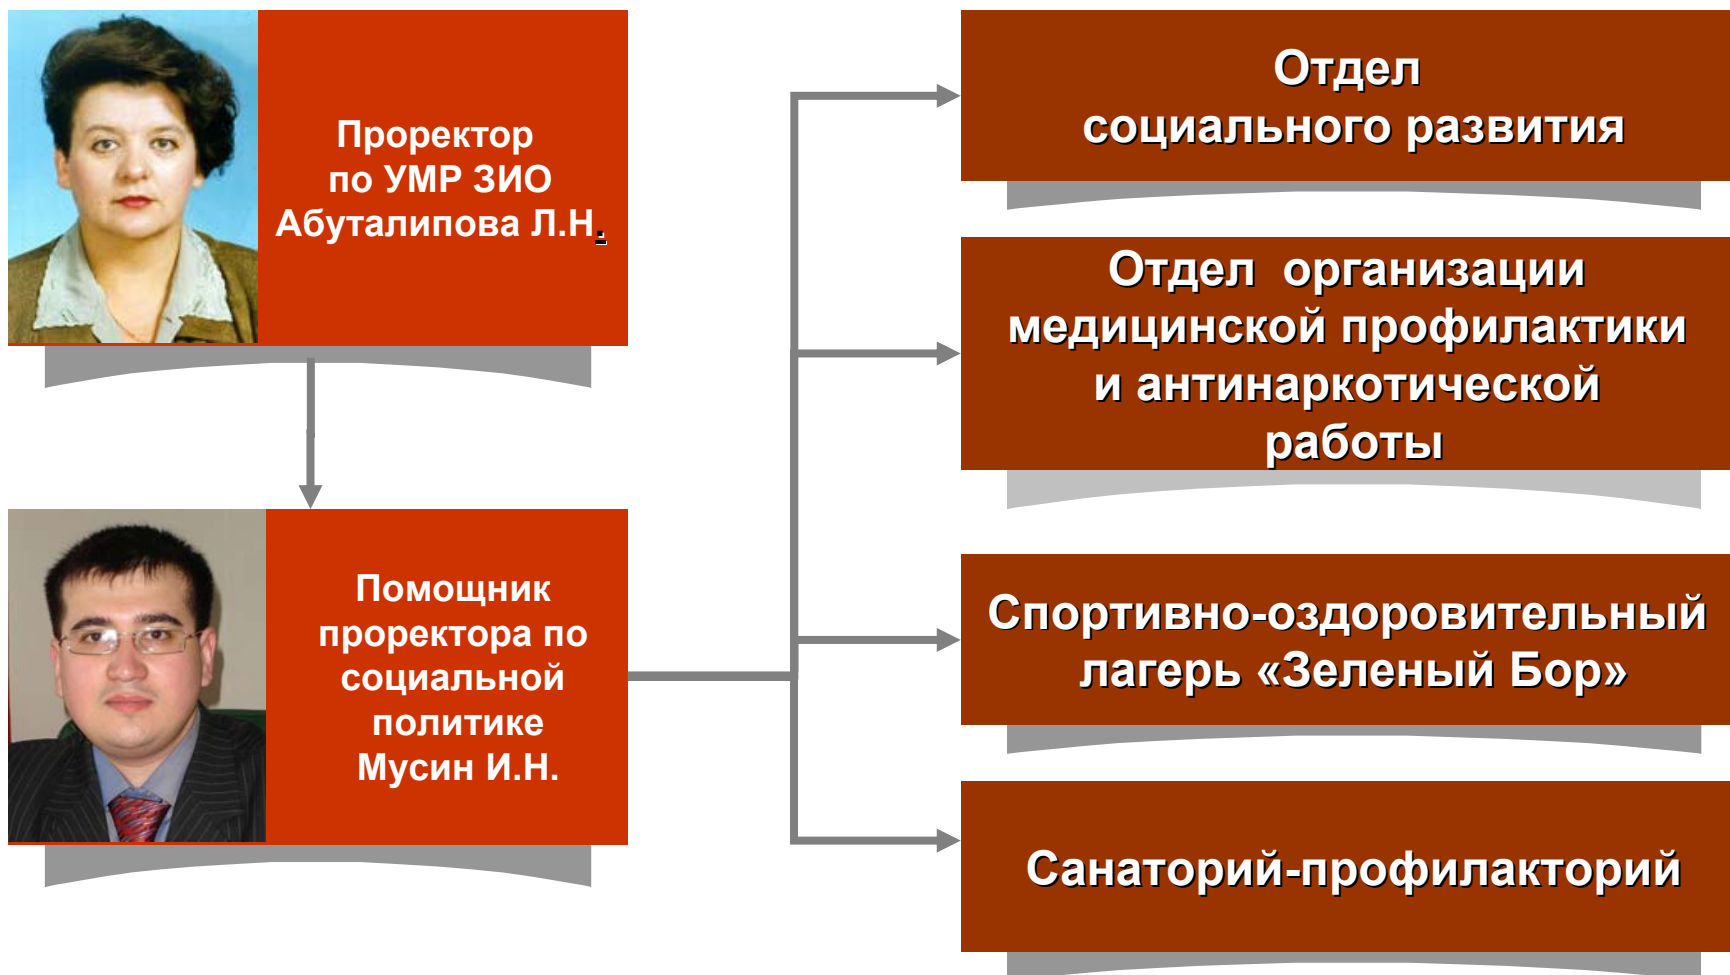 Проректор
по УМР ЗИО
Абуталипова Л.Н.
Помощник
проректора по
социальной
политике
Мусин И.Н.
Отдел
социального развития
Отдел организации
медицинской профилактики
и антинаркотической
работы
Спортивно-оздоровительный
лагерь «Зеленый Бор»
Санаторий-профилакторий